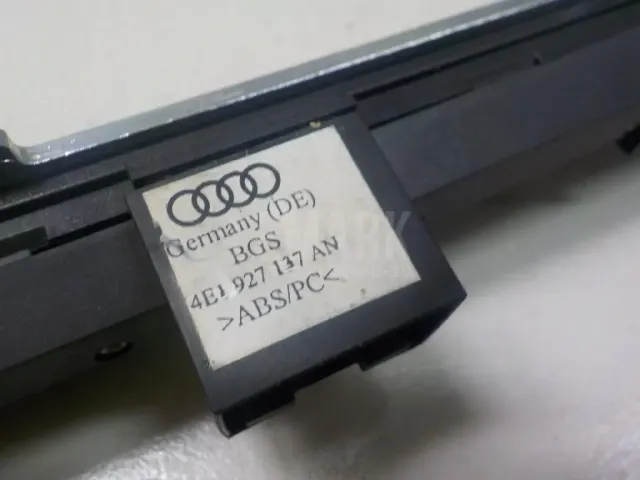 Germany (DE)
BGS
4E1 927 137 AN
>ABS/PC<